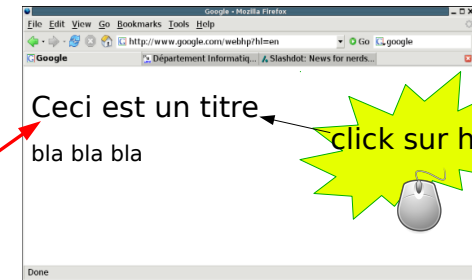 Google - Mozilla Firefox
File Edit View Go Bookmarks Tools Help
http://www.google.com/webhp?hl=en Go google
Google Département Informatiq... Slashdot: News for nerds...
Ceci est un titre
click sur h
bla bla bla
Done